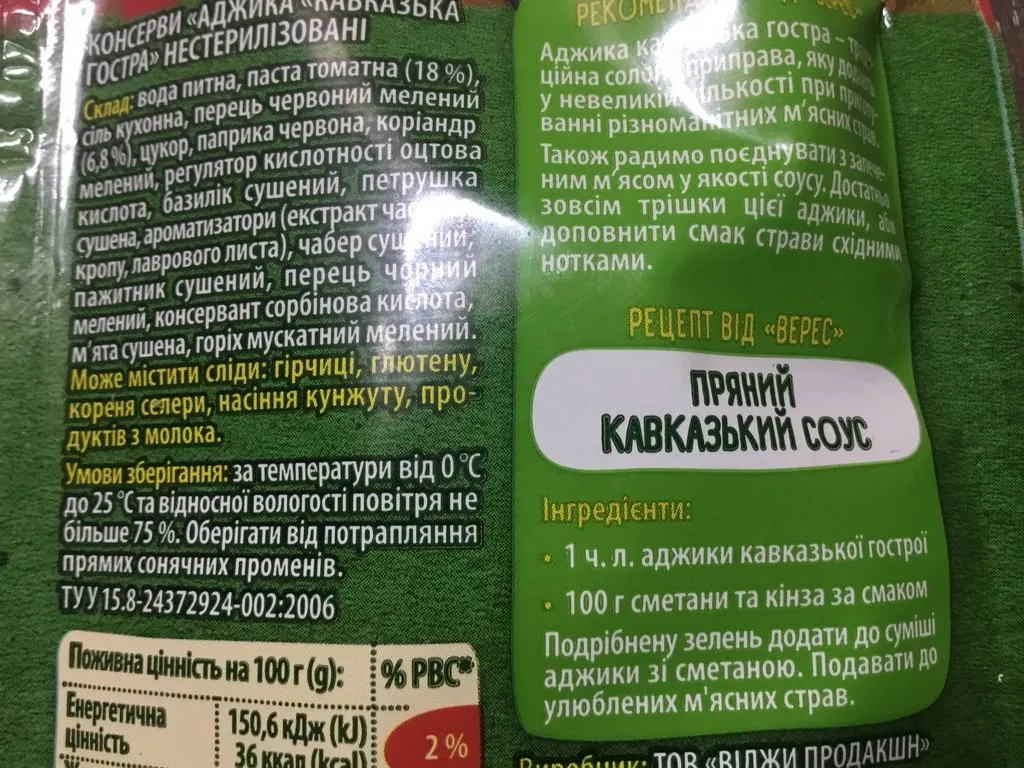 КОНСЕРВИ «АДЖИКА «КАВКАЗЬКА
ГОСТРА» НЕСТЕРИЛІЗОВАНІ
Склад: вода питна, паста томатна (18 %),
сіль кухонна, перець червоний мелений
(6,8 %), цукор, паприка червона, коріандр
мелений, регулятор кислотності оцтова
кислота, базилік сушений, петрушка
сушена, ароматизатори (екстракт
кропу, лаврового листа), чабер сушений,
пажитник сушений, перець чорний
мелений, консервант сорбінова кислота,
м'ята сушена, горіх мускатний мелений.
Може містити сліди: гірчиці, глютену,
кореня селери, насіння кунжуту, про-
дуктів з молока.
Умови зберігання: за температури від 0 °С
до 25 °С та відносної вологості повітря не
більше 75 %. Оберігати від потрапляння
прямих сонячних променів.
ТУ У 15.8-24372924-002:2006
Поживна цінність на 100 г (g):
% РВС*
Енергетична
цінність
150,6 кДж (kJ)
36 ккал (kcal)
2 %
Аджика гостра – тра
ційна солона приправа, яку
у невеликій кількості при
ванні різноманітних м'ясних страв.
Також радимо поєднувати з запече-
ним м'ясом у якості соусу. Достатньо
зовсім трішки цієї аджики, аби
доповнити смак страви східними
нотками.
РЕЦЕПТ ВІД «ВЕРЕС»
ПРЯНИЙ
КАВКАЗЬКИЙ СОУС
Інгредієнти:
• 1 ч. л. аджики кавказької гострої
• 100 г сметани та кінза за смаком
Подрібнену зелень додати до суміші
аджики зі сметаною. Подавати до
улюблених м'ясних страв.
Виробник: ТОВ «ВІДЖИ ПРОДАКШН»